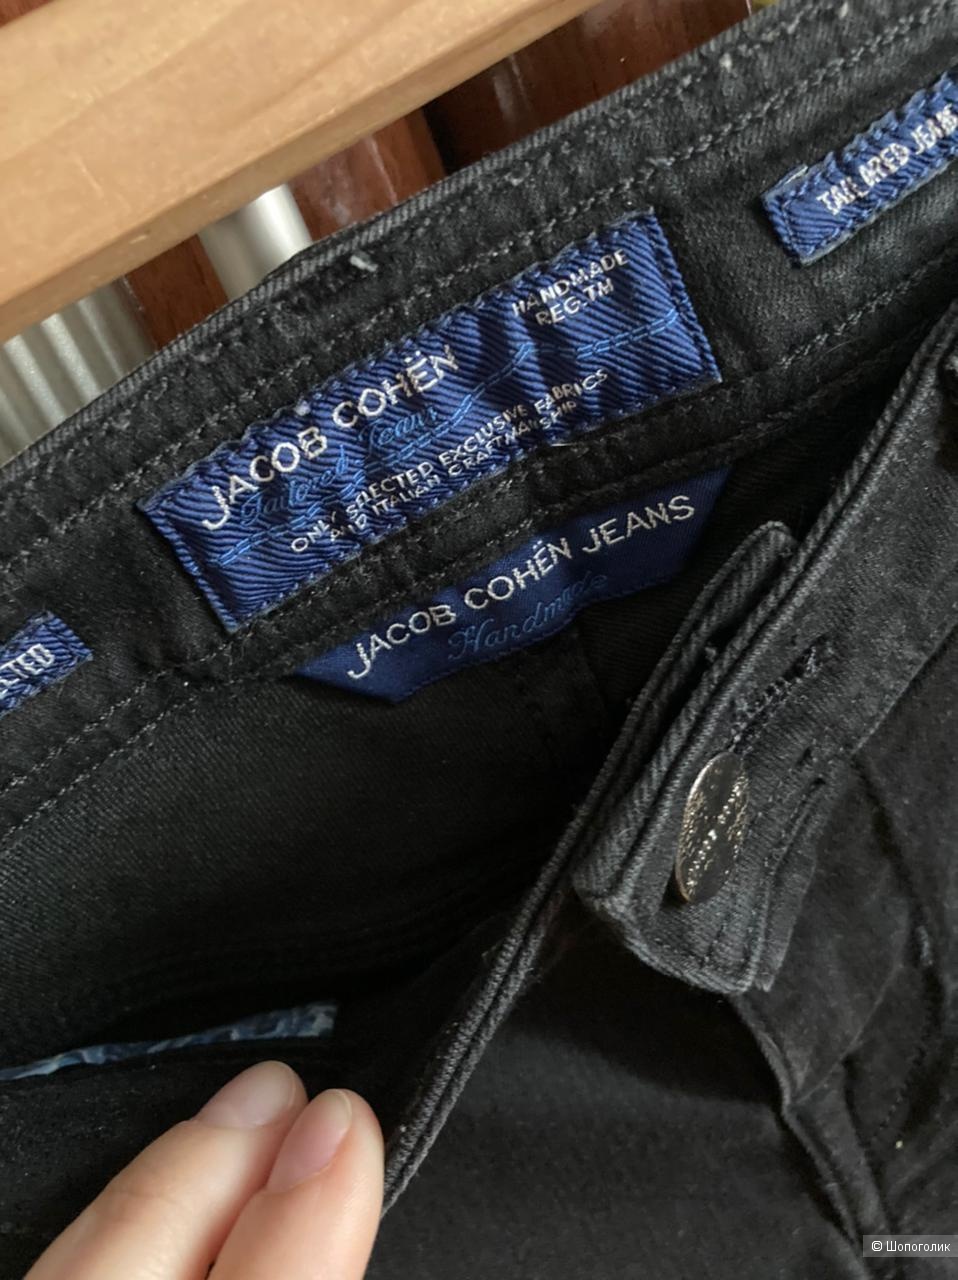 TAILORED JEANS
HANDMADE
REG.TM
JACOB COHËN
Tailored Jeans
ONLY SELECTED EXCLUSIVE FABRICS
AND ITALIAN CRAFTMANSHIP
JACOB COHËN JEANS
Handmade
© Шопоголик